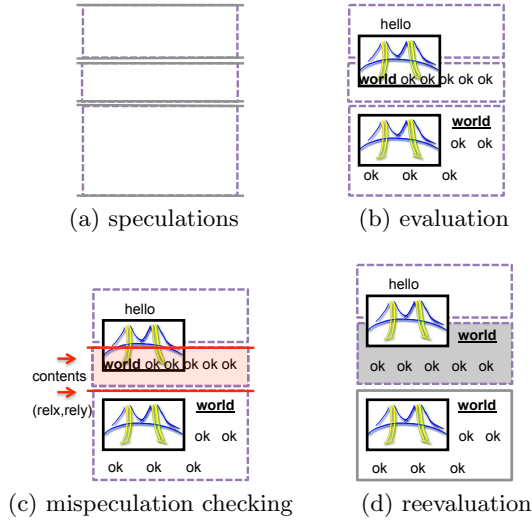 (a) speculations
hello
world ok ok ok ok ok
world
ok ok
ok ok ok
(b) evaluation
hello
world ok ok ok ok ok
contents
(relx,rely)
world
ok ok
ok ok ok
(c) mispeculation checking
hello
world
ok ok ok ok ok
world
ok ok
ok ok ok
(d) reevaluation